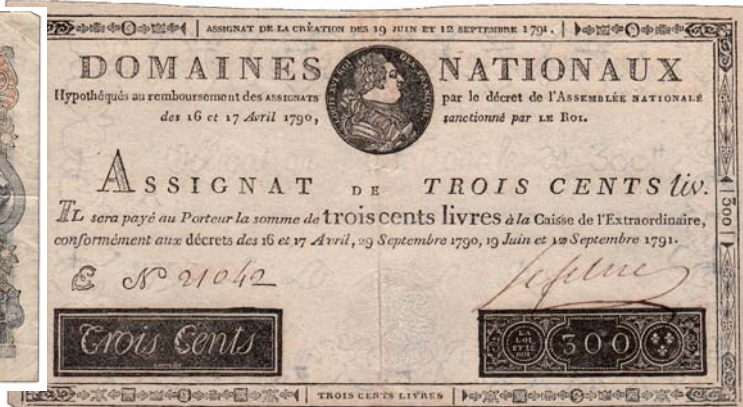 ASSIGNAT DE LA CRÉATION DES 19 JUIN ET 12 SEPTEMBRE 1791.
DOMAINES NATIONAUX
Hypothéqués au remboursement des ASSIGNATS par le décret de l'ASSEMBLÉE NATIONALE
des 16 et 17 Avril 1790, sanctionné par LE ROI.
ASSIGNAT DE TROIS CENTS liv.
IL sera payé au Porteur la somme de trois cents livres à la Caisse de l'Extraordinaire,
conformément aux décrets des 16 et 17 Avril, 29 Septembre 1790, 19 Juin et 12 Septembre 1791.
E N 21042
Trois Cents
LA
LOI
ET LE
ROI
300
TROIS CENTS LIVRES
300